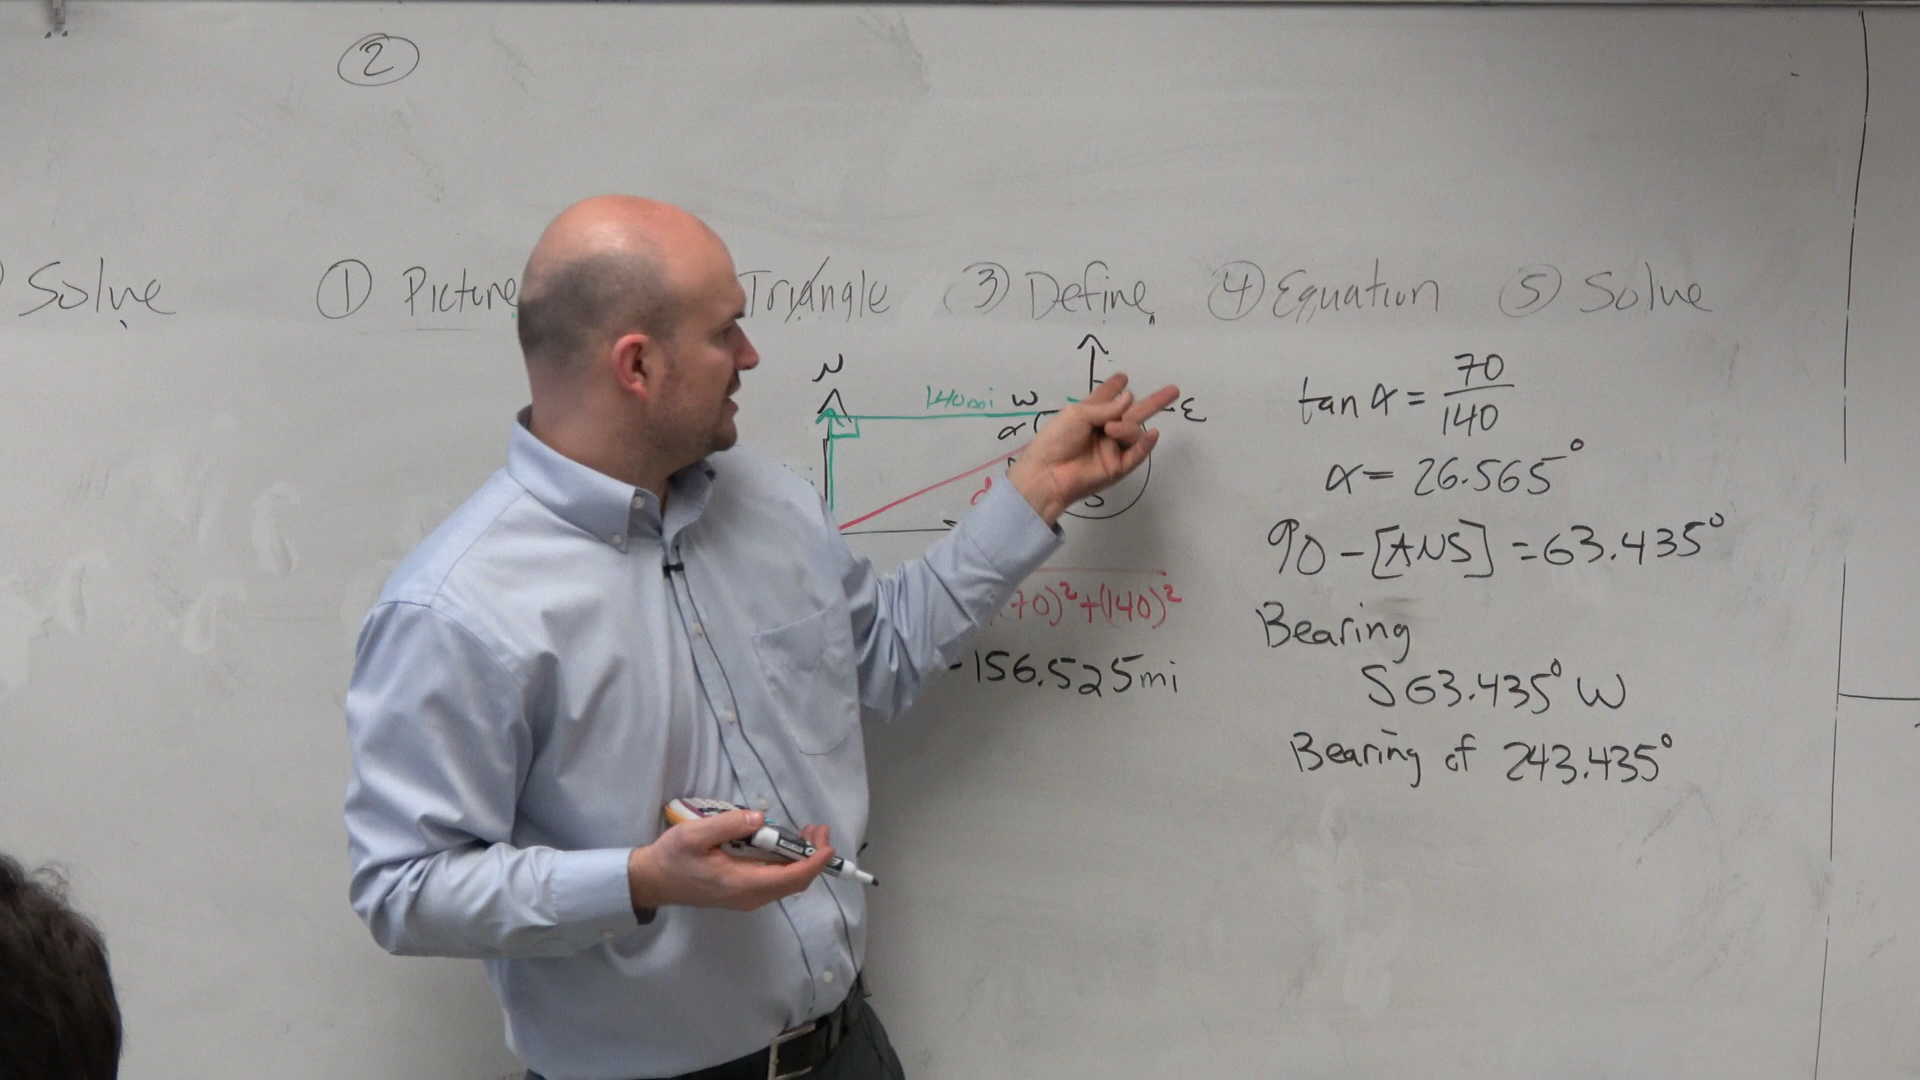 ②
Solve ① Picture Triangle ③ Define ④ Equation ⑤ Solve
N
140mi W E
α
d
S
70)²+(140)²
156.525mi
tan α = 70/140
α = 26.565°
90 - [ANS] = 63.435°
Bearing
S 63.435° W
Bearing of 243.435°